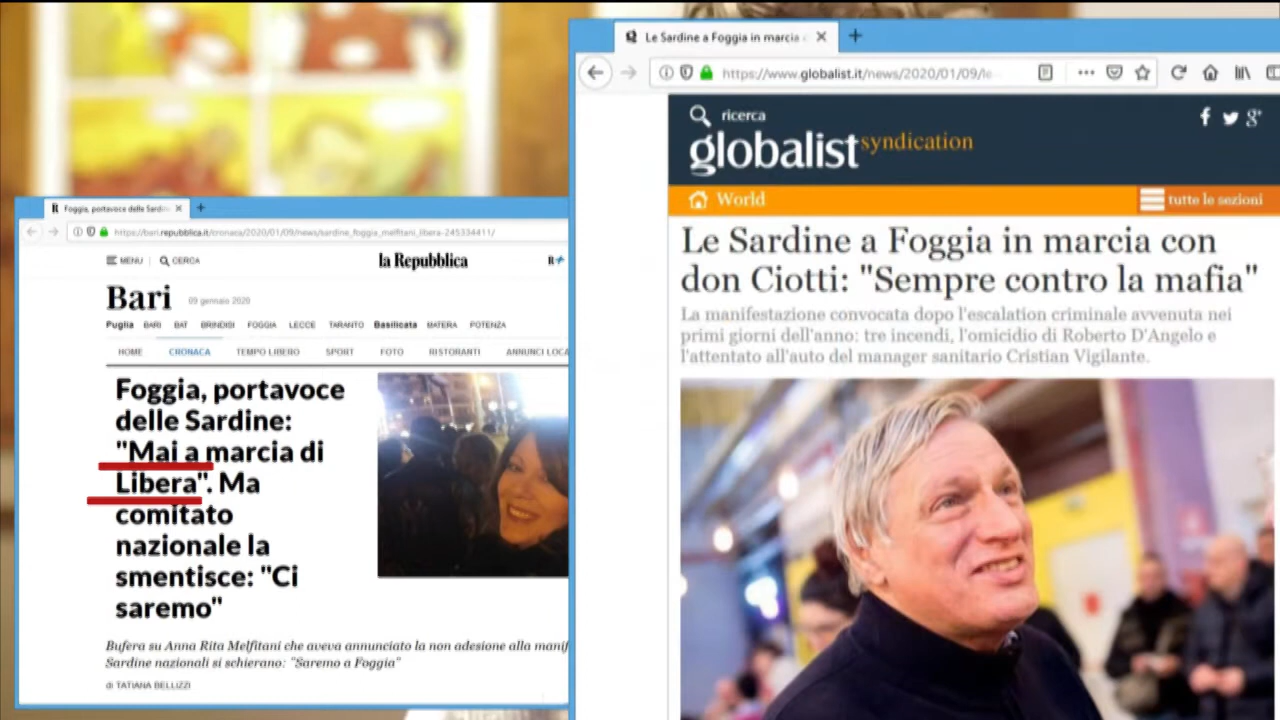 Foggia, portavoce delle Sardin
https://bari.repubblica.it/cronaca/2020/01/09/news/sardine_foggia_melfitani_libera-245334411/
MENU CERCA
la Repubblica
R+
Bari
09 gennaio 2020
Puglia BARI BAT BRINDISI FOGGIA LECCE TARANTO Basilicata MATERA POTENZA
HOME CRONACA TEMPO LIBERO SPORT FOTO RISTORANTI ANNUNCI LOCA
Foggia, portavoce
delle Sardine:
"Mai a marcia di
Libera". Ma
comitato
nazionale la
smentisce: "Ci
saremo"
Bufera su Anna Rita Melfitani che aveva annunciato la non adesione alla manif
Sardine nazionali si schierano: "Saremo a Foggia"
di TATIANA BELLIZZI
Le Sardine a Foggia in marcia
https://www.globalist.it/news/2020/01/09/le
ricerca
globalist syndication
World
tutte le sezioni
Le Sardine a Foggia in marcia con
don Ciotti: "Sempre contro la mafia"
La manifestazione convocata dopo l'escalation criminale avvenuta nei
primi giorni dell'anno: tre incendi, l'omicidio di Roberto D'Angelo e
l'attentato all'auto del manager sanitario Cristian Vigilante.